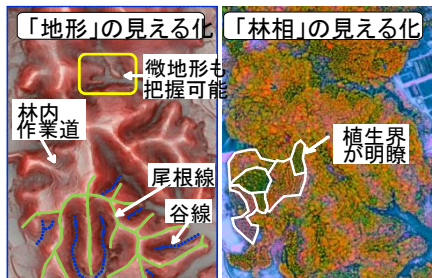 「地形」の見える化
微地形も
把握可能
林内
作業道
尾根線
谷線
「林相」の見える化
植生界
が明瞭